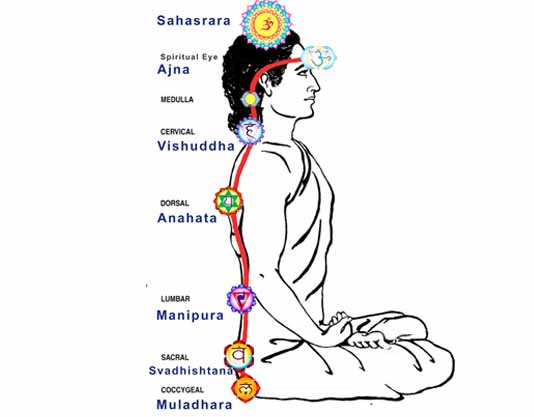 Sahasrara
Spiritual Eye
Ajna
MEDULLA
CERVICAL
Vishuddha
DORSAL
Anahata
LUMBAR
Manipura
SACRAL
Svadhishtana
COCCYGEAL
Muladhara